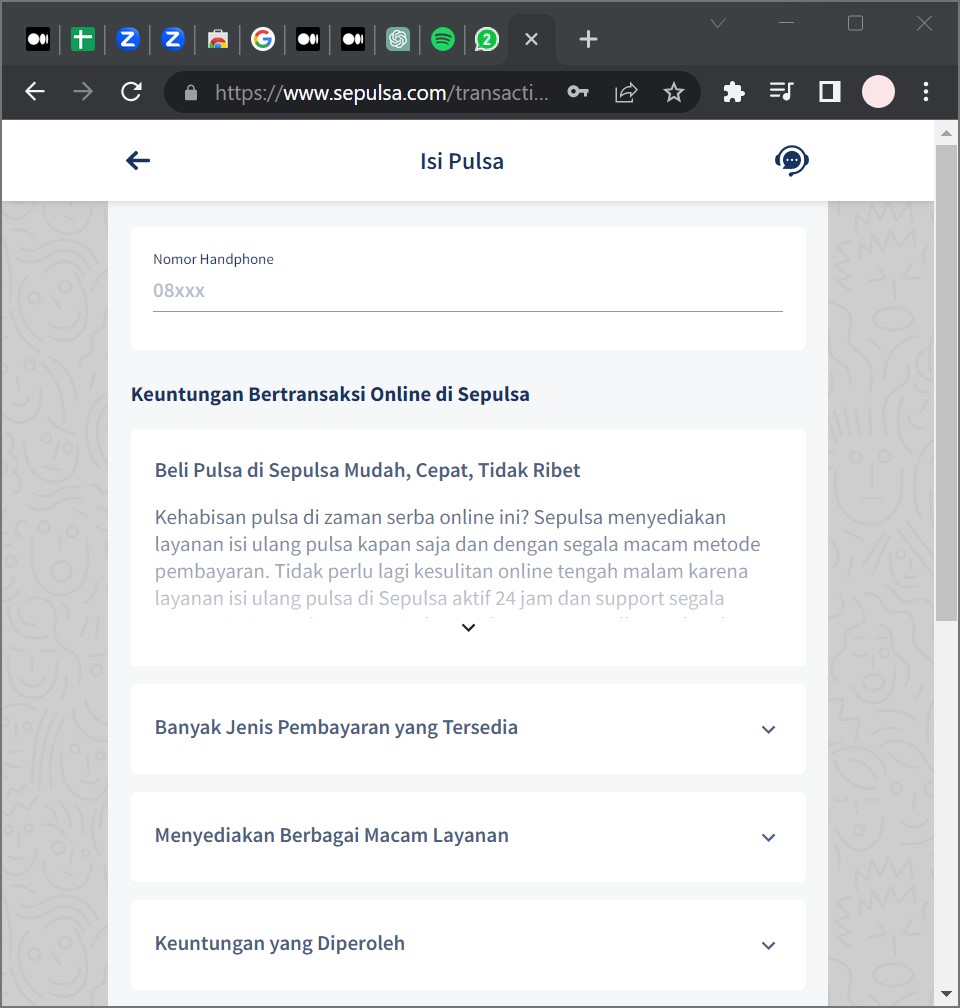 2
https://www.sepulsa.com/transacti...
Isi Pulsa
Nomor Handphone
08xxx
Keuntungan Bertransaksi Online di Sepulsa
Beli Pulsa di Sepulsa Mudah, Cepat, Tidak Ribet
Kehabisan pulsa di zaman serba online ini? Sepulsa menyediakan
layanan isi ulang pulsa kapan saja dan dengan segala macam metode
pembayaran. Tidak perlu lagi kesulitan online tengah malam karena
layanan isi ulang pulsa di Sepulsa aktif 24 jam dan support segala
Banyak Jenis Pembayaran yang Tersedia
Menyediakan Berbagai Macam Layanan
Keuntungan yang Diperoleh